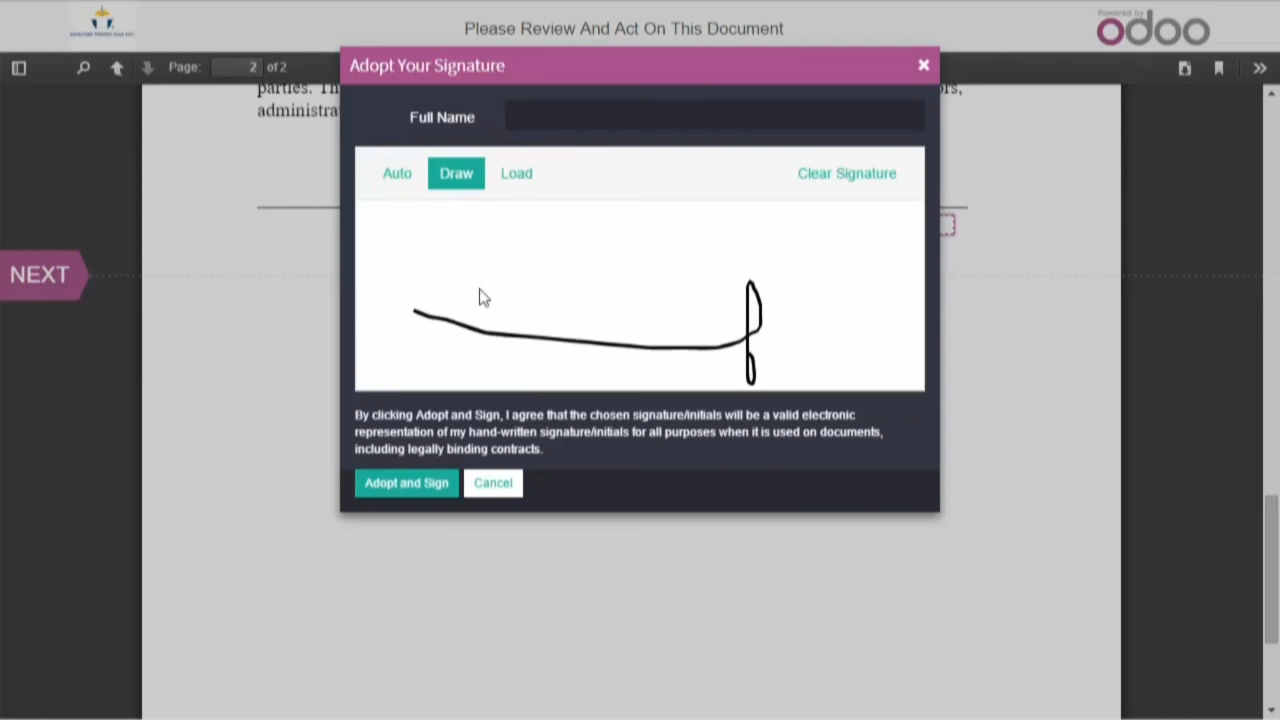 Please Review And Act On This Document
Powered by
odoo
Page: 2 of 2
parties.
administra
Adopt Your Signature
×
Full Name
Auto Draw Load Clear Signature
NEXT
By clicking Adopt and Sign, I agree that the chosen signature/initials will be a valid electronic
representation of my hand-written signature/initials for all purposes when it is used on documents,
including legally binding contracts.
Adopt and Sign Cancel